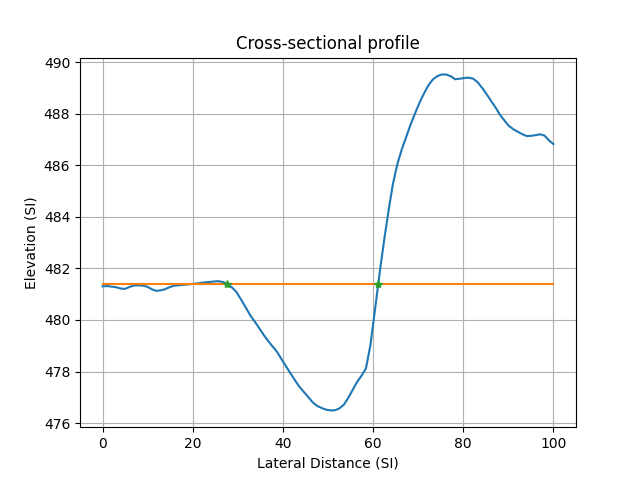 Cross-sectional profile
Elevation (SI)
490
488
486
484
482
480
478
476
0 20 40 60 80 100
Lateral Distance (SI)